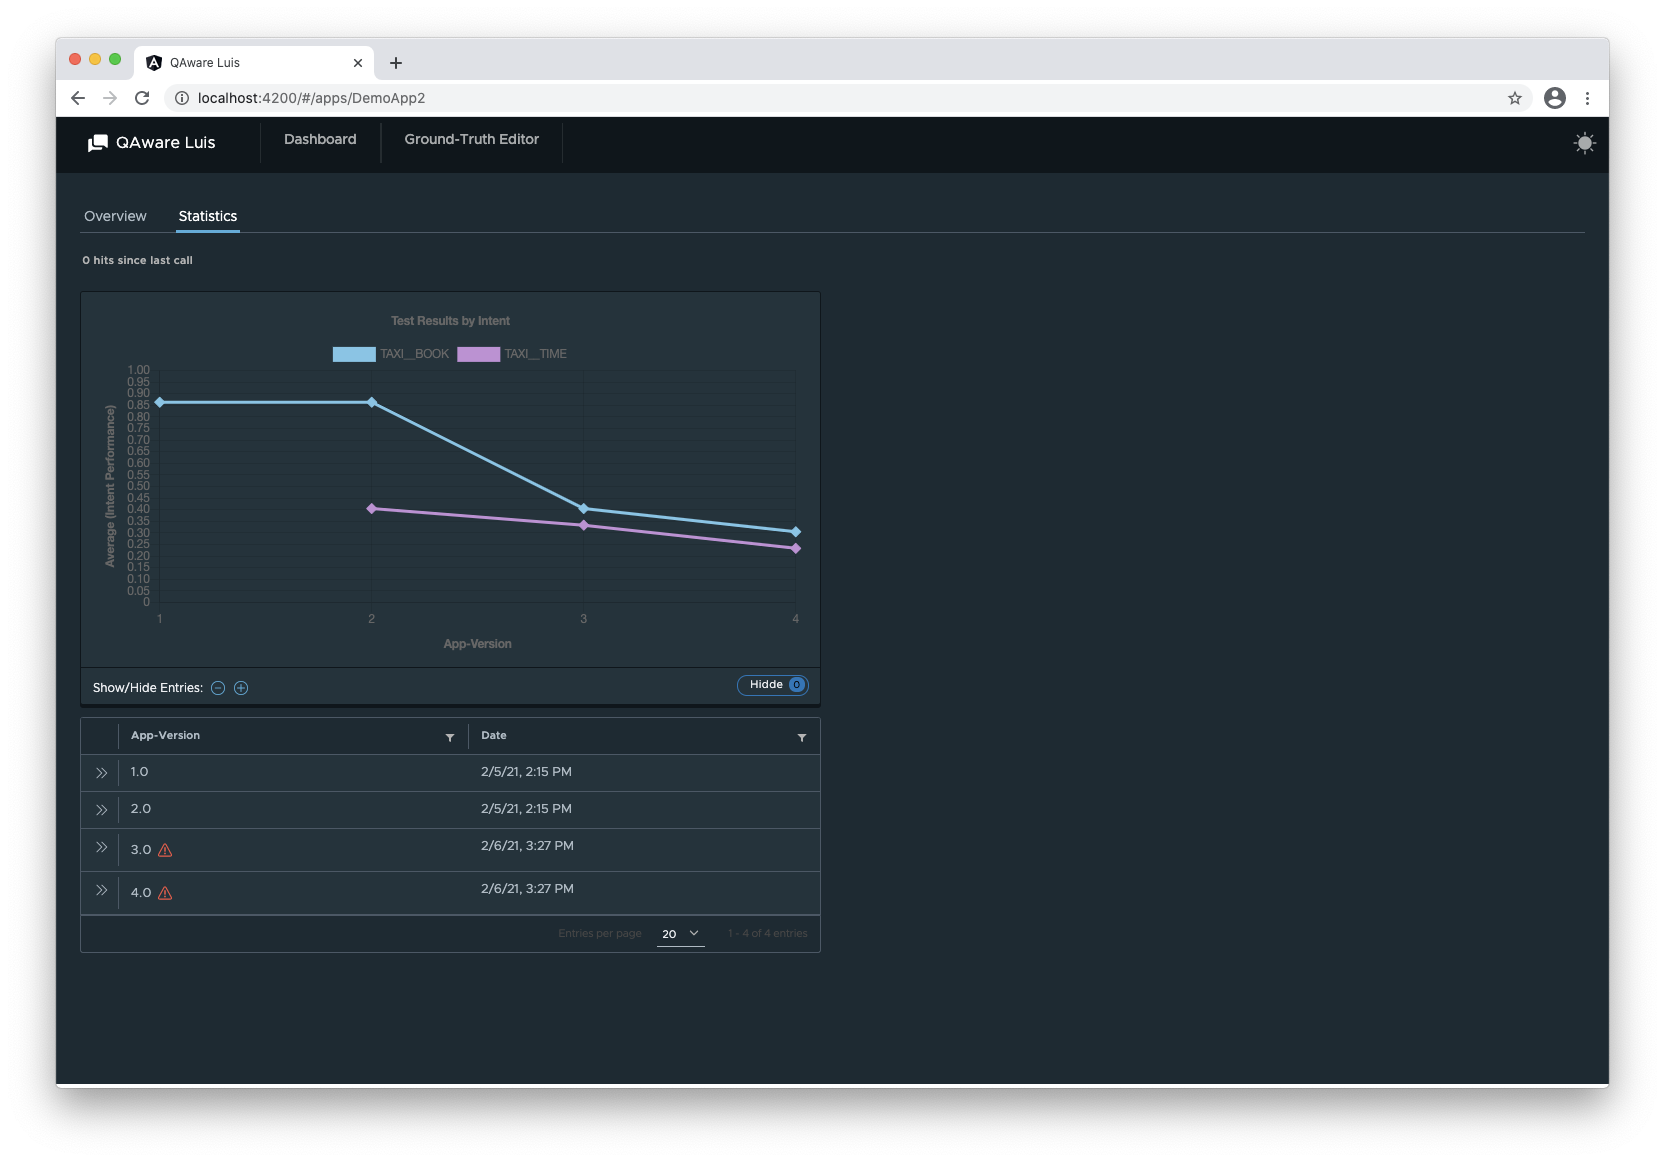 QAware Luis
localhost:4200/#/apps/DemoApp2
QAware Luis
Dashboard
Ground-Truth Editor
Overview
Statistics
0 hits since last call
Test Results by Intent
TAXI__BOOK
TAXI__TIME
Average (Intent Performance)
1.00
0.95
0.90
0.85
0.80
0.75
0.70
0.65
0.60
0.55
0.50
0.45
0.40
0.35
0.30
0.25
0.20
0.15
0.10
0.05
0
1 2 3 4
App-Version
Show/Hide Entries:
Hidde 0
App-Version Date
1.0 2/5/21, 2:15 PM
2.0 2/5/21, 2:15 PM
3.0 2/6/21, 3:27 PM
4.0 2/6/21, 3:27 PM
Entries per page 20 1 - 4 of 4 entries